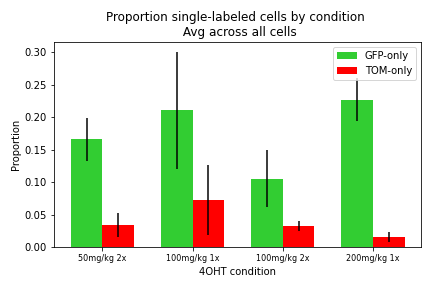 Proportion single-labeled cells by condition
Avg across all cells
GFP-only
TOM-only
0.30
0.25
0.20
0.15
0.10
0.05
0.00
Proportion
50mg/kg 2x
100mg/kg 1x
100mg/kg 2x
200mg/kg 1x
4OHT condition